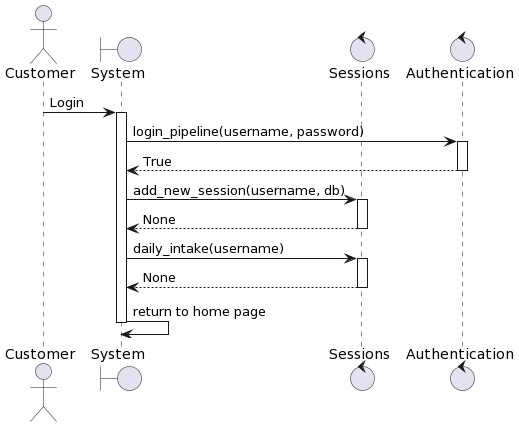 Customer System Sessions Authentication
Login
login_pipeline(username, password)
True
add_new_session(username, db)
None
daily_intake(username)
None
return to home page
Customer System Sessions Authentication